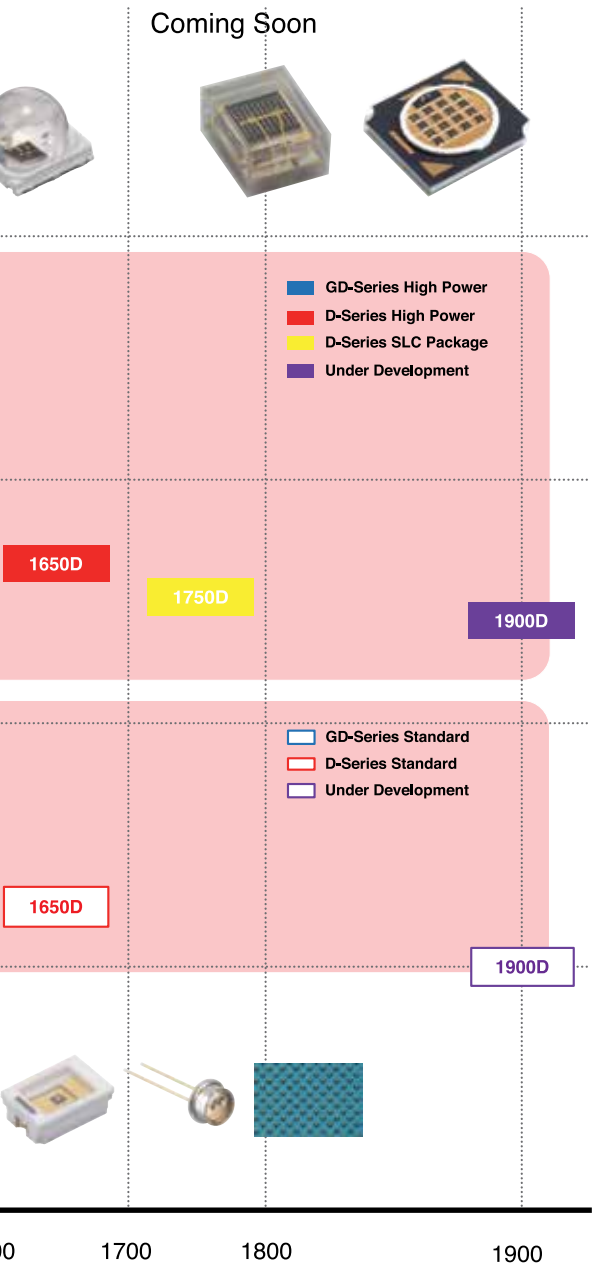 Coming Soon
GD-Series High Power
D-Series High Power
D-Series SLC Package
Under Development
1650D
1750D
1900D
GD-Series Standard
D-Series Standard
Under Development
1650D
1900D
00
1700
1800
1900